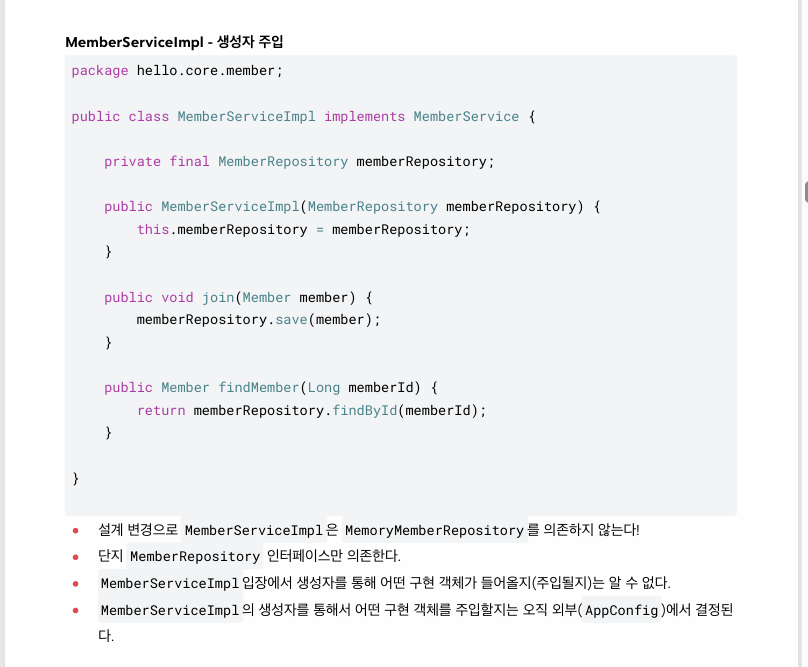 MemberServiceImpl - 생성자 주입
package hello.core.member;
public class MemberServiceImpl implements MemberService {
private final MemberRepository memberRepository;
public MemberServiceImpl(MemberRepository memberRepository) {
this.memberRepository = memberRepository;
}
public void join(Member member) {
memberRepository.save(member);
}
public Member findMember(Long memberId) {
return memberRepository.findById(memberId);
}
}
• 설계 변경으로 MemberServiceImpl 은 MemoryMemberRepository 를 의존하지 않는다!
• 단지 MemberRepository 인터페이스만 의존한다.
• MemberServiceImpl 입장에서 생성자를 통해 어떤 구현 객체가 들어올지(주입될지)는 알 수 없다.
• MemberServiceImpl 의 생성자를 통해서 어떤 구현 객체를 주입할지는 오직 외부( AppConfig )에서 결정된
다.